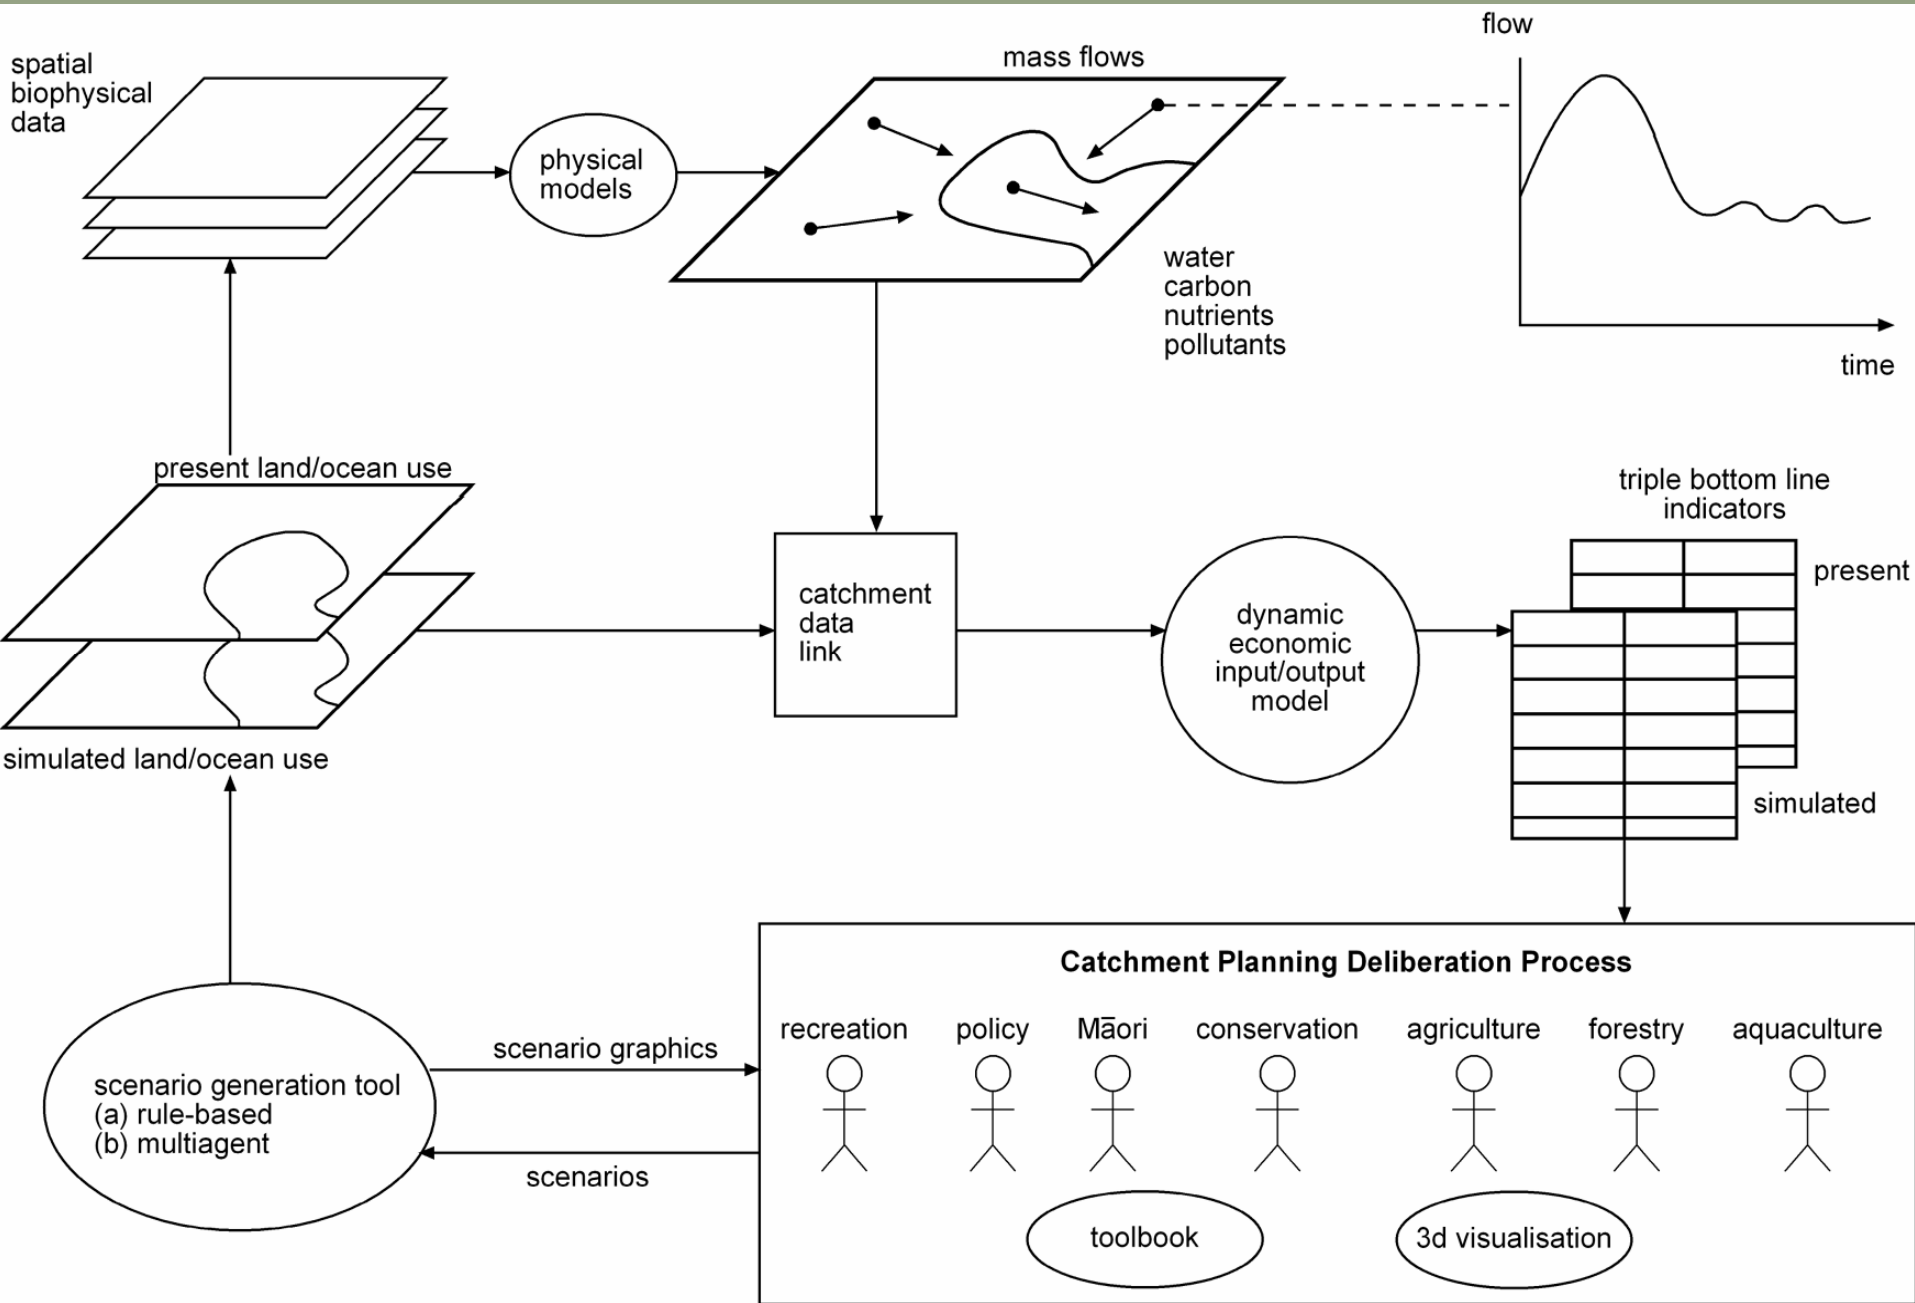 spatial
biophysical
data
physical
models
mass flows
water
carbon
nutrients
pollutants
flow
time
present land/ocean use
simulated land/ocean use
catchment
data
link
dynamic
economic
input/output
model
triple bottom line
indicators
present
simulated
scenario generation tool
(a) rule-based
(b) multiagent
scenario graphics
scenarios
Catchment Planning Deliberation Process
recreation
policy
Māori
conservation
agriculture
forestry
aquaculture
toolbook
3d visualisation